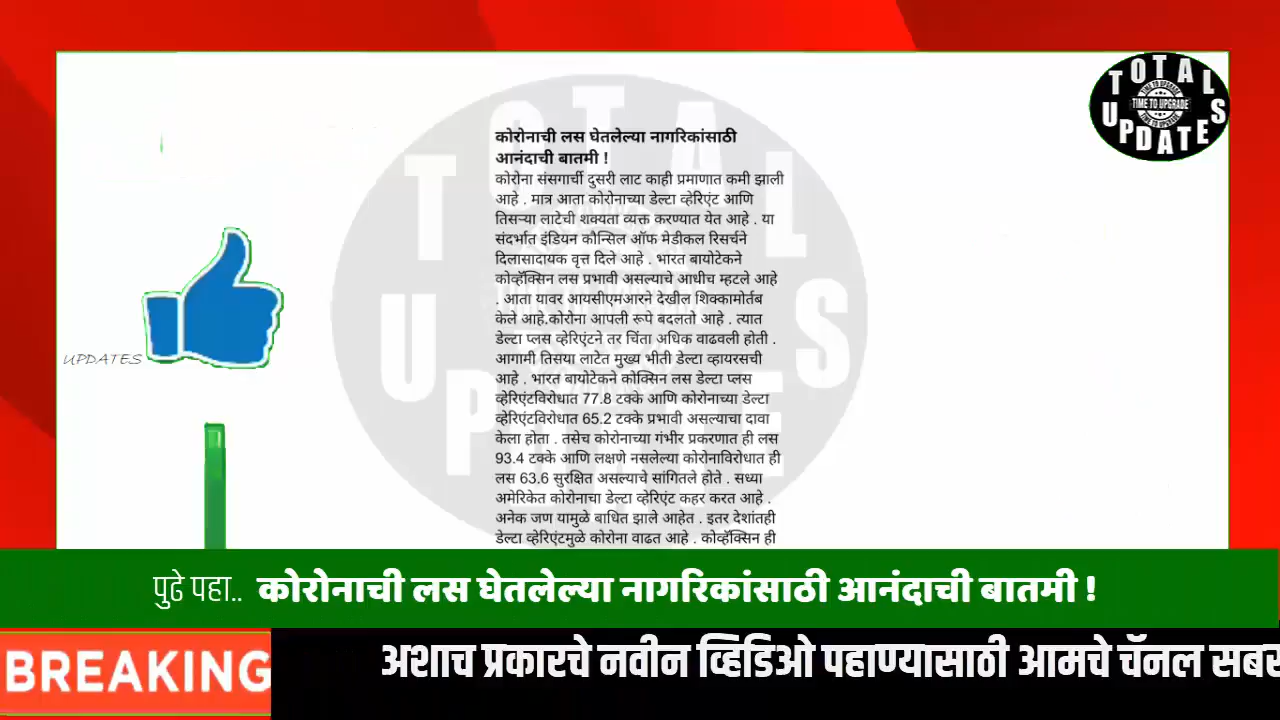 TOTAL
UPDATES
TIME TO UPGRADE
कोरोनाची लस घेतलेल्या नागरिकांसाठी
आनंदाची बातमी !
कोरोना संसगार्ची दुसरी लाट काही प्रमाणात कमी झाली
आहे . मात्र आता कोरोनाच्या डेल्टा व्हेरिएंट आणि
तिसऱ्या लाटेची शक्यता व्यक्त करण्यात येत आहे . या
संदर्भात इंडियन कौन्सिल ऑफ मेडीकल रिसर्चने
दिलासादायक वृत्त दिले आहे . भारत बायोटेकने
कोव्हॅक्सिन लस प्रभावी असल्याचे आधीच म्हटले आहे
. आता यावर आयसीएमआरने देखील शिक्कामोर्तब
केले आहे.कोरोना आपली रूपे बदलतो आहे . त्यात
डेल्टा प्लस व्हेरिएंटने तर चिंता अधिक वाढवली होती .
आगामी तिसया लाटेत मुख्य भीती डेल्टा व्हायरसची
आहे . भारत बायोटेकने कोक्सिन लस डेल्टा प्लस
व्हेरिएंटविरोधात 77.8 टक्के आणि कोरोनाच्या डेल्टा
व्हेरिएंटविरोधात 65.2 टक्के प्रभावी असल्याचा दावा
केला होता . तसेच कोरोनाच्या गंभीर प्रकरणात ही लस
93.4 टक्के आणि लक्षणे नसलेल्या कोरोनाविरोधात ही
लस 63.6 सुरक्षित असल्याचे सांगितले होते . सध्या
अमेरिकेत कोरोनाचा डेल्टा व्हेरिएंट कहर करत आहे .
अनेक जण यामुळे बाधित झाले आहेत . इतर देशांतही
डेल्टा व्हेरिएंटमुळे कोरोना वाढत आहे . कोव्हॅक्सिन ही
UPDATES
पुढे पहा.. कोरोनाची लस घेतलेल्या नागरिकांसाठी आनंदाची बातमी !
BREAKING
अशाच प्रकारचे नवीन व्हिडिओ पहाण्यासाठी आमचे चॅनल